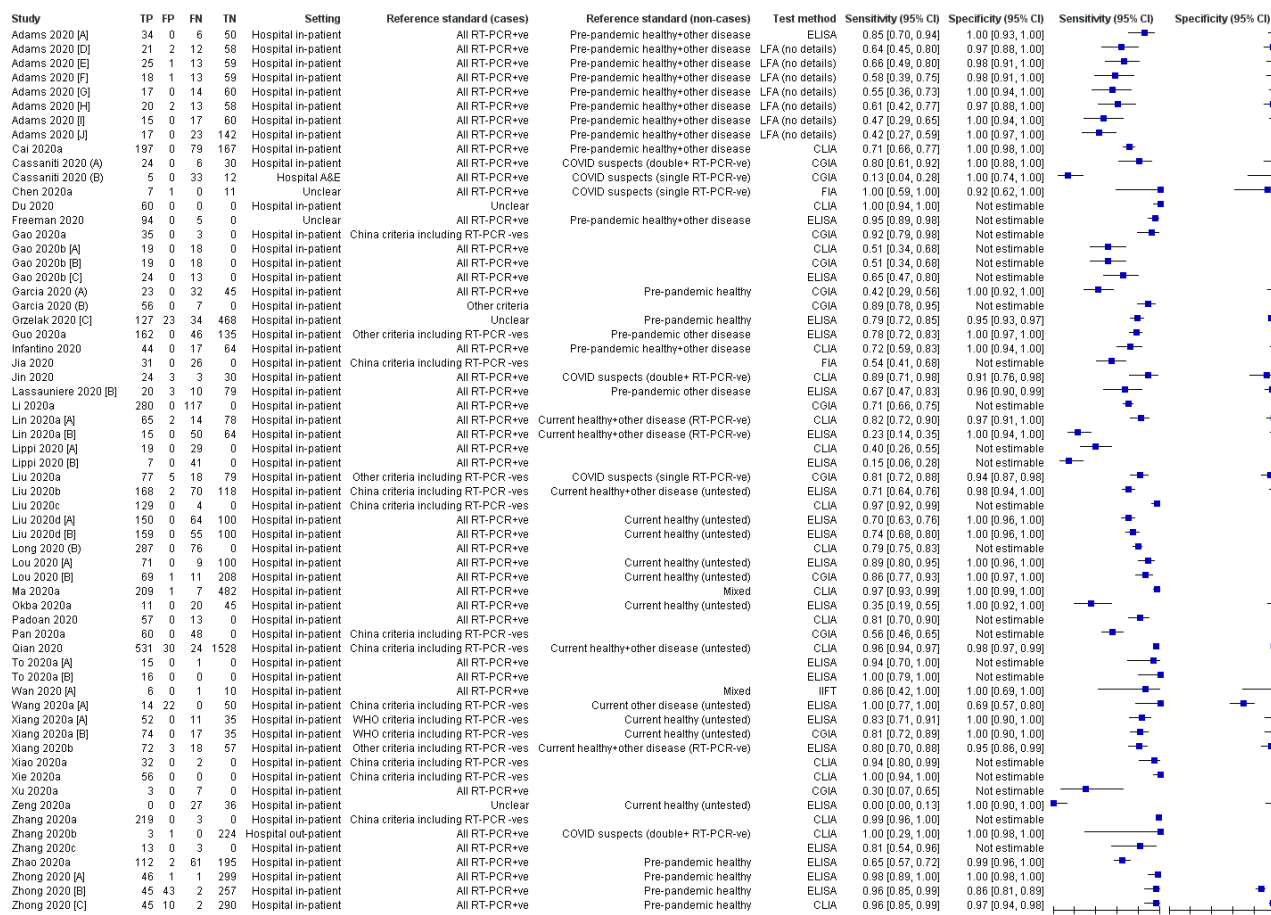 Study TP FP FN TN Setting Reference standard (cases) Reference standard (non-cases) Test method Sensitivity (95% CI) Specificity (95% CI) Sensitivity (95% CI) Specificity (95% CI)
Adams 2020 [A] 34 0 6 50 Hospital in-patient All RT-PCR+ve Pre-pandemic healthy+other disease ELISA 0.85 [0.70, 0.94] 1.00 [0.93, 1.00]
Adams 2020 [D] 21 2 12 58 Hospital in-patient All RT-PCR+ve Pre-pandemic healthy+other disease LFA (no details) 0.64 [0.45, 0.80] 0.97 [0.88, 1.00]
Adams 2020 [E] 25 1 13 59 Hospital in-patient All RT-PCR+ve Pre-pandemic healthy+other disease LFA (no details) 0.66 [0.49, 0.80] 0.98 [0.91, 1.00]
Adams 2020 [F] 18 1 13 59 Hospital in-patient All RT-PCR+ve Pre-pandemic healthy+other disease LFA (no details) 0.58 [0.39, 0.75] 0.98 [0.91, 1.00]
Adams 2020 [G] 17 0 14 60 Hospital in-patient All RT-PCR+ve Pre-pandemic healthy+other disease LFA (no details) 0.55 [0.36, 0.73] 1.00 [0.94, 1.00]
Adams 2020 [H] 20 2 13 58 Hospital in-patient All RT-PCR+ve Pre-pandemic healthy+other disease LFA (no details) 0.61 [0.42, 0.77] 0.97 [0.88, 1.00]
Adams 2020 [I] 15 0 17 60 Hospital in-patient All RT-PCR+ve Pre-pandemic healthy+other disease LFA (no details) 0.47 [0.29, 0.65] 1.00 [0.94, 1.00]
Adams 2020 [J] 17 0 23 142 Hospital in-patient All RT-PCR+ve Pre-pandemic healthy+other disease LFA (no details) 0.42 [0.27, 0.59] 1.00 [0.97, 1.00]
Cai 2020a 197 0 79 167 Hospital in-patient All RT-PCR+ve Pre-pandemic healthy+other disease CLIA 0.71 [0.66, 0.77] 1.00 [0.98, 1.00]
Cassaniti 2020 (A) 24 0 6 30 Hospital in-patient All RT-PCR+ve COVID suspects (double+ RT-PCR-ve) CGIA 0.80 [0.61, 0.92] 1.00 [0.88, 1.00]
Cassaniti 2020 (B) 5 0 33 12 Hospital A&E All RT-PCR+ve COVID suspects (single RT-PCR-ve) CGIA 0.13 [0.04, 0.28] 1.00 [0.74, 1.00]
Chen 2020a 7 1 0 11 Unclear All RT-PCR+ve COVID suspects (single RT-PCR-ve) FIA 1.00 [0.59, 1.00] 0.92 [0.62, 1.00]
Du 2020 60 0 0 0 Hospital in-patient Unclear Unclear CLIA 1.00 [0.94, 1.00] Not estimable
Freeman 2020 94 0 5 0 Unclear All RT-PCR+ve Pre-pandemic healthy+other disease ELISA 0.95 [0.89, 0.98] Not estimable
Gao 2020a 35 0 3 0 Hospital in-patient China criteria including RT-PCR -ves CGIA 0.92 [0.79, 0.98] Not estimable
Gao 2020b [A] 19 0 18 0 Hospital in-patient All RT-PCR+ve CLIA 0.51 [0.34, 0.68] Not estimable
Gao 2020b [B] 19 0 18 0 Hospital in-patient All RT-PCR+ve CGIA 0.51 [0.34, 0.68] Not estimable
Gao 2020b [C] 24 0 13 0 Hospital in-patient All RT-PCR+ve ELISA 0.65 [0.47, 0.80] Not estimable
Garcia 2020 (A) 23 0 32 45 Hospital in-patient All RT-PCR+ve Pre-pandemic healthy CGIA 0.42 [0.29, 0.56] 1.00 [0.92, 1.00]
Garcia 2020 (B) 56 0 7 0 Hospital in-patient Other criteria CGIA 0.89 [0.78, 0.95] Not estimable
Grzelak 2020 [C] 127 23 34 468 Hospital in-patient Unclear Pre-pandemic healthy ELISA 0.79 [0.72, 0.85] 0.95 [0.93, 0.97]
Guo 2020a 162 0 46 135 Hospital in-patient Other criteria including RT-PCR -ves Pre-pandemic other disease ELISA 0.78 [0.72, 0.83] 1.00 [0.97, 1.00]
Infantino 2020 44 0 17 64 Hospital in-patient All RT-PCR+ve Pre-pandemic healthy+other disease CLIA 0.72 [0.59, 0.83] 1.00 [0.94, 1.00]
Jia 2020 31 0 26 0 Hospital in-patient China criteria including RT-PCR -ves FIA 0.54 [0.41, 0.68] Not estimable
Jin 2020 24 3 3 30 Hospital in-patient All RT-PCR+ve COVID suspects (double+ RT-PCR-ve) CLIA 0.89 [0.71, 0.98] 0.91 [0.76, 0.98]
Lassauniere 2020 [B] 20 3 10 79 Hospital in-patient All RT-PCR+ve Pre-pandemic other disease ELISA 0.67 [0.47, 0.83] 0.96 [0.90, 0.99]
Li 2020a 280 0 117 0 Hospital in-patient All RT-PCR+ve CGIA 0.71 [0.66, 0.75] Not estimable
Lin 2020a [A] 65 2 14 78 Hospital in-patient All RT-PCR+ve Current healthy+other disease (RT-PCR-ve) CLIA 0.82 [0.72, 0.90] 0.97 [0.91, 1.00]
Lin 2020a [B] 15 0 50 64 Hospital in-patient All RT-PCR+ve Current healthy+other disease (RT-PCR-ve) ELISA 0.23 [0.14, 0.35] 1.00 [0.94, 1.00]
Lippi 2020 [A] 19 0 29 0 Hospital in-patient All RT-PCR+ve CLIA 0.40 [0.26, 0.55] Not estimable
Lippi 2020 [B] 7 0 41 0 Hospital in-patient All RT-PCR+ve ELISA 0.15 [0.06, 0.28] Not estimable
Liu 2020a 77 5 18 79 Hospital in-patient Other criteria including RT-PCR -ves COVID suspects (single RT-PCR-ve) CGIA 0.81 [0.72, 0.88] 0.94 [0.87, 0.98]
Liu 2020b 168 2 70 118 Hospital in-patient China criteria including RT-PCR -ves Current healthy+other disease (untested) ELISA 0.71 [0.64, 0.76] 0.98 [0.94, 1.00]
Liu 2020c 129 0 4 0 Hospital in-patient China criteria including RT-PCR -ves CLIA 0.97 [0.92, 0.99] Not estimable
Liu 2020d [A] 150 0 64 100 Hospital in-patient All RT-PCR+ve Current healthy (untested) ELISA 0.70 [0.63, 0.76] 1.00 [0.96, 1.00]
Liu 2020d [B] 159 0 55 100 Hospital in-patient All RT-PCR+ve Current healthy (untested) ELISA 0.74 [0.68, 0.80] 1.00 [0.96, 1.00]
Long 2020 (B) 287 0 76 0 Hospital in-patient All RT-PCR+ve CLIA 0.79 [0.75, 0.83] Not estimable
Lou 2020 [A] 71 0 9 100 Hospital in-patient All RT-PCR+ve Current healthy (untested) ELISA 0.89 [0.80, 0.95] 1.00 [0.96, 1.00]
Lou 2020 [B] 69 1 11 208 Hospital in-patient All RT-PCR+ve Current healthy (untested) CGIA 0.86 [0.77, 0.93] 1.00 [0.97, 1.00]
Ma 2020a 209 1 7 482 Hospital in-patient All RT-PCR+ve Mixed CLIA 0.97 [0.93, 0.99] 1.00 [0.99, 1.00]
Okba 2020a 11 0 20 45 Hospital in-patient All RT-PCR+ve Current healthy (untested) ELISA 0.35 [0.19, 0.55] 1.00 [0.92, 1.00]
Padoan 2020 57 0 13 0 Hospital in-patient All RT-PCR+ve CLIA 0.81 [0.70, 0.90] Not estimable
Pan 2020a 60 0 48 0 Hospital in-patient China criteria including RT-PCR -ves CGIA 0.56 [0.46, 0.65] Not estimable
Qian 2020 531 30 24 1528 Hospital in-patient China criteria including RT-PCR -ves Current healthy+other disease (untested) CLIA 0.96 [0.94, 0.97] 0.98 [0.97, 0.99]
To 2020a [A] 15 0 1 0 Hospital in-patient All RT-PCR+ve ELISA 0.94 [0.70, 1.00] Not estimable
To 2020a [B] 16 0 0 0 Hospital in-patient All RT-PCR+ve ELISA 1.00 [0.79, 1.00] Not estimable
Wan 2020 [A] 6 0 1 10 Hospital in-patient All RT-PCR+ve Mixed IIFT 0.86 [0.42, 1.00] 1.00 [0.69, 1.00]
Wang 2020a [A] 14 22 0 50 Hospital in-patient China criteria including RT-PCR -ves Current other disease (untested) ELISA 1.00 [0.77, 1.00] 0.69 [0.57, 0.80]
Xiang 2020a [A] 52 0 11 35 Hospital in-patient WHO criteria including RT-PCR -ves Current healthy (untested) ELISA 0.83 [0.71, 0.91] 1.00 [0.90, 1.00]
Xiang 2020a [B] 74 0 17 35 Hospital in-patient WHO criteria including RT-PCR -ves Current healthy (untested) CGIA 0.81 [0.72, 0.89] 1.00 [0.90, 1.00]
Xiang 2020b 72 3 18 57 Hospital in-patient Other criteria including RT-PCR -ves Current healthy+other disease (RT-PCR-ve) ELISA 0.80 [0.70, 0.88] 0.95 [0.86, 0.99]
Xiao 2020a 32 0 2 0 Hospital in-patient China criteria including RT-PCR -ves CLIA 0.94 [0.80, 0.99] Not estimable
Xie 2020a 56 0 0 0 Hospital in-patient China criteria including RT-PCR -ves CLIA 1.00 [0.94, 1.00] Not estimable
Xu 2020a 3 0 7 0 Hospital in-patient All RT-PCR+ve CGIA 0.30 [0.07, 0.65] Not estimable
Zeng 2020a 0 0 27 36 Hospital in-patient Unclear Current healthy (untested) ELISA 0.00 [0.00, 0.13] 1.00 [0.90, 1.00]
Zhang 2020a 219 0 3 0 Hospital in-patient China criteria including RT-PCR -ves CLIA 0.99 [0.96, 1.00] Not estimable
Zhang 2020b 3 1 0 224 Hospital out-patient All RT-PCR+ve COVID suspects (double+ RT-PCR-ve) CLIA 1.00 [0.29, 1.00] 1.00 [0.98, 1.00]
Zhang 2020c 13 0 3 0 Hospital in-patient All RT-PCR+ve ELISA 0.81 [0.54, 0.96] Not estimable
Zhao 2020a 112 2 61 195 Hospital in-patient All RT-PCR+ve Pre-pandemic healthy ELISA 0.65 [0.57, 0.72] 0.99 [0.96, 1.00]
Zhong 2020 [A] 46 1 1 299 Hospital in-patient All RT-PCR+ve Pre-pandemic healthy ELISA 0.98 [0.89, 1.00] 1.00 [0.98, 1.00]
Zhong 2020 [B] 45 43 2 257 Hospital in-patient All RT-PCR+ve Pre-pandemic healthy ELISA 0.96 [0.85, 0.99] 0.86 [0.81, 0.89]
Zhong 2020 [C] 45 10 2 290 Hospital in-patient All RT-PCR+ve Pre-pandemic healthy CLIA 0.96 [0.85, 0.99] 0.97 [0.94, 0.98]